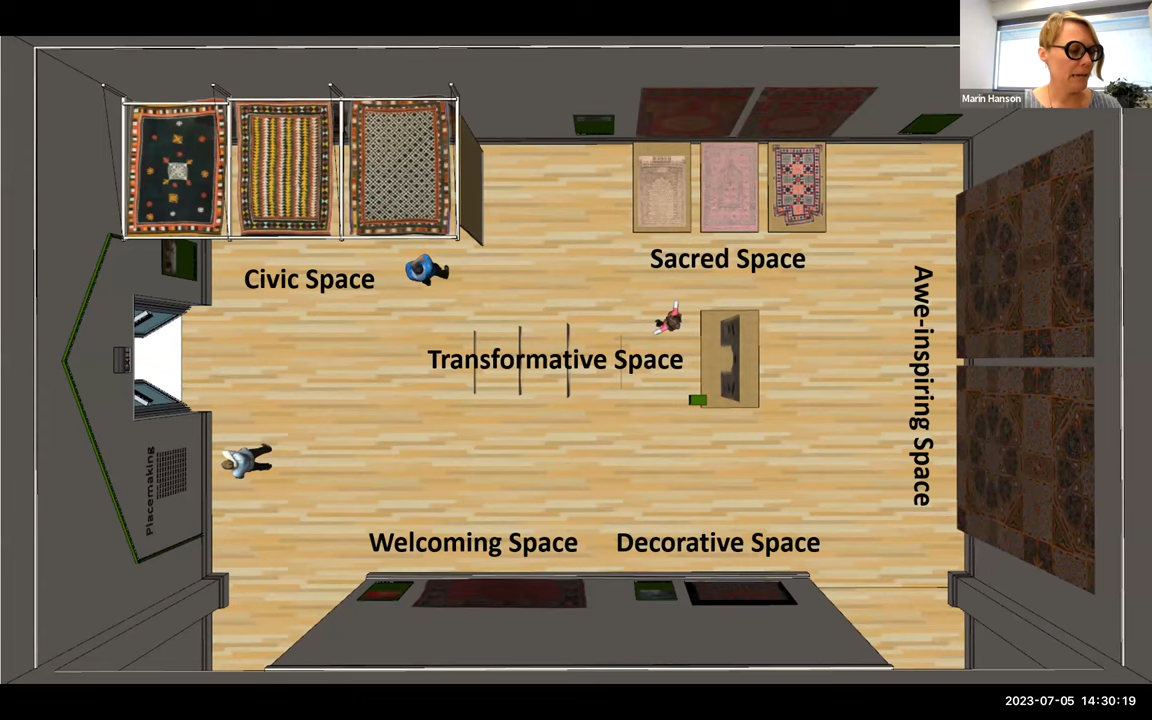 Marin Hanson
Civic Space
Sacred Space
Awe-inspiring Space
Transformative Space
EXIT
Placemaking
Welcoming Space
Decorative Space
2023-07-05 14:30:19